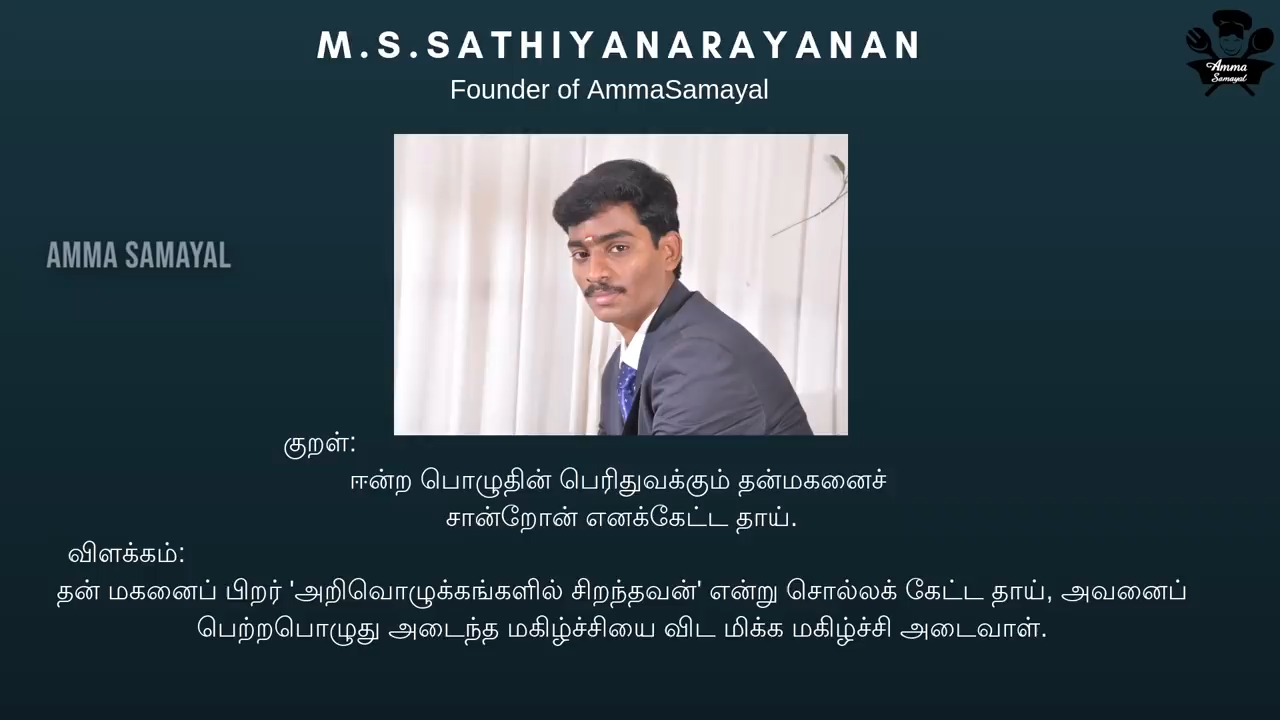 M.S.SATHIYANARAYANAN
Founder of AmmaSamayal
Amma
Samayal
AMMA SAMAYAL
குறள்:
ஈன்ற பொழுதின் பெரிதுவக்கும் தன்மகனைச்
சான்றோன் எனக்கேட்ட தாய்.
விளக்கம்:
தன் மகனைப் பிறர் 'அறிவொழுக்கங்களில் சிறந்தவன்' என்று சொல்லக் கேட்ட தாய், அவனைப்
பெற்றபொழுது அடைந்த மகிழ்ச்சியை விட மிக்க மகிழ்ச்சி அடைவாள்.